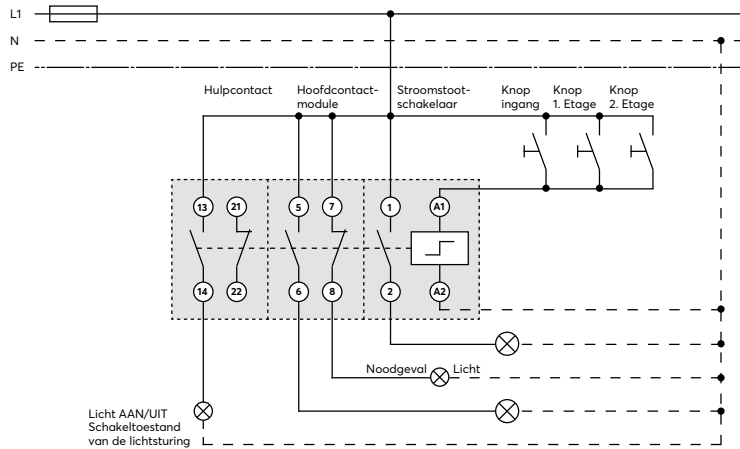 L1
N
PE
Hulpcontact
Hoofdcontact-
module
Stroomstoot-
schakelaar
Knop
ingang
Knop
1. Etage
Knop
2. Etage
13
21
5
7
1
A1
14
22
6
8
2
A2
Noodgeval
Licht
Licht AAN/UIT
Schakeltoestand
van de lichtsturing